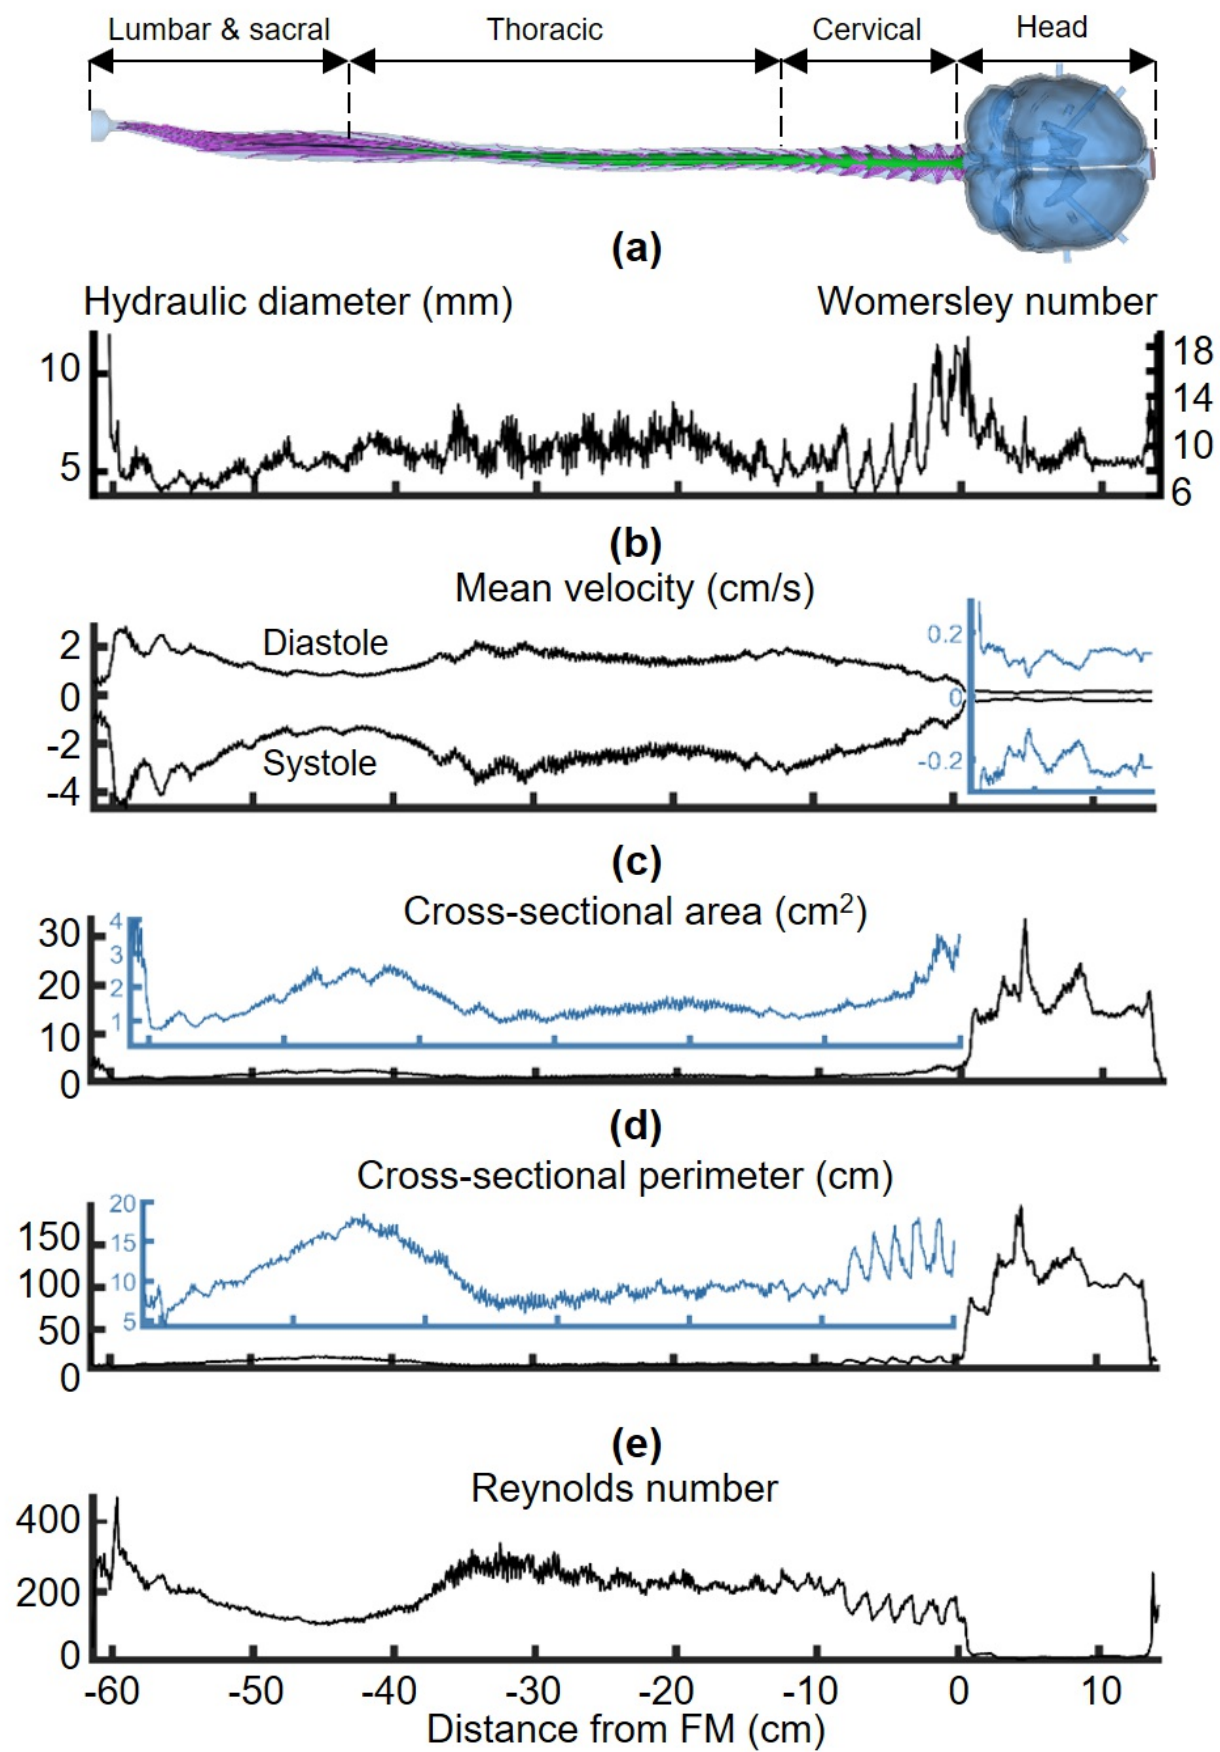 Lumbar & sacral Thoracic Cervical Head
(a)
Hydraulic diameter (mm) Womersley number
10
5
18
14
10
6
(b)
Mean velocity (cm/s)
2
0
-2
-4
Diastole
Systole
0.2
0
-0.2
(c)
Cross-sectional area (cm²)
30
20
10
0
4
3
2
1
(d)
Cross-sectional perimeter (cm)
150
100
50
0
20
15
10
5
(e)
Reynolds number
400
200
0
-60 -50 -40 -30 -20 -10 0 10
Distance from FM (cm)